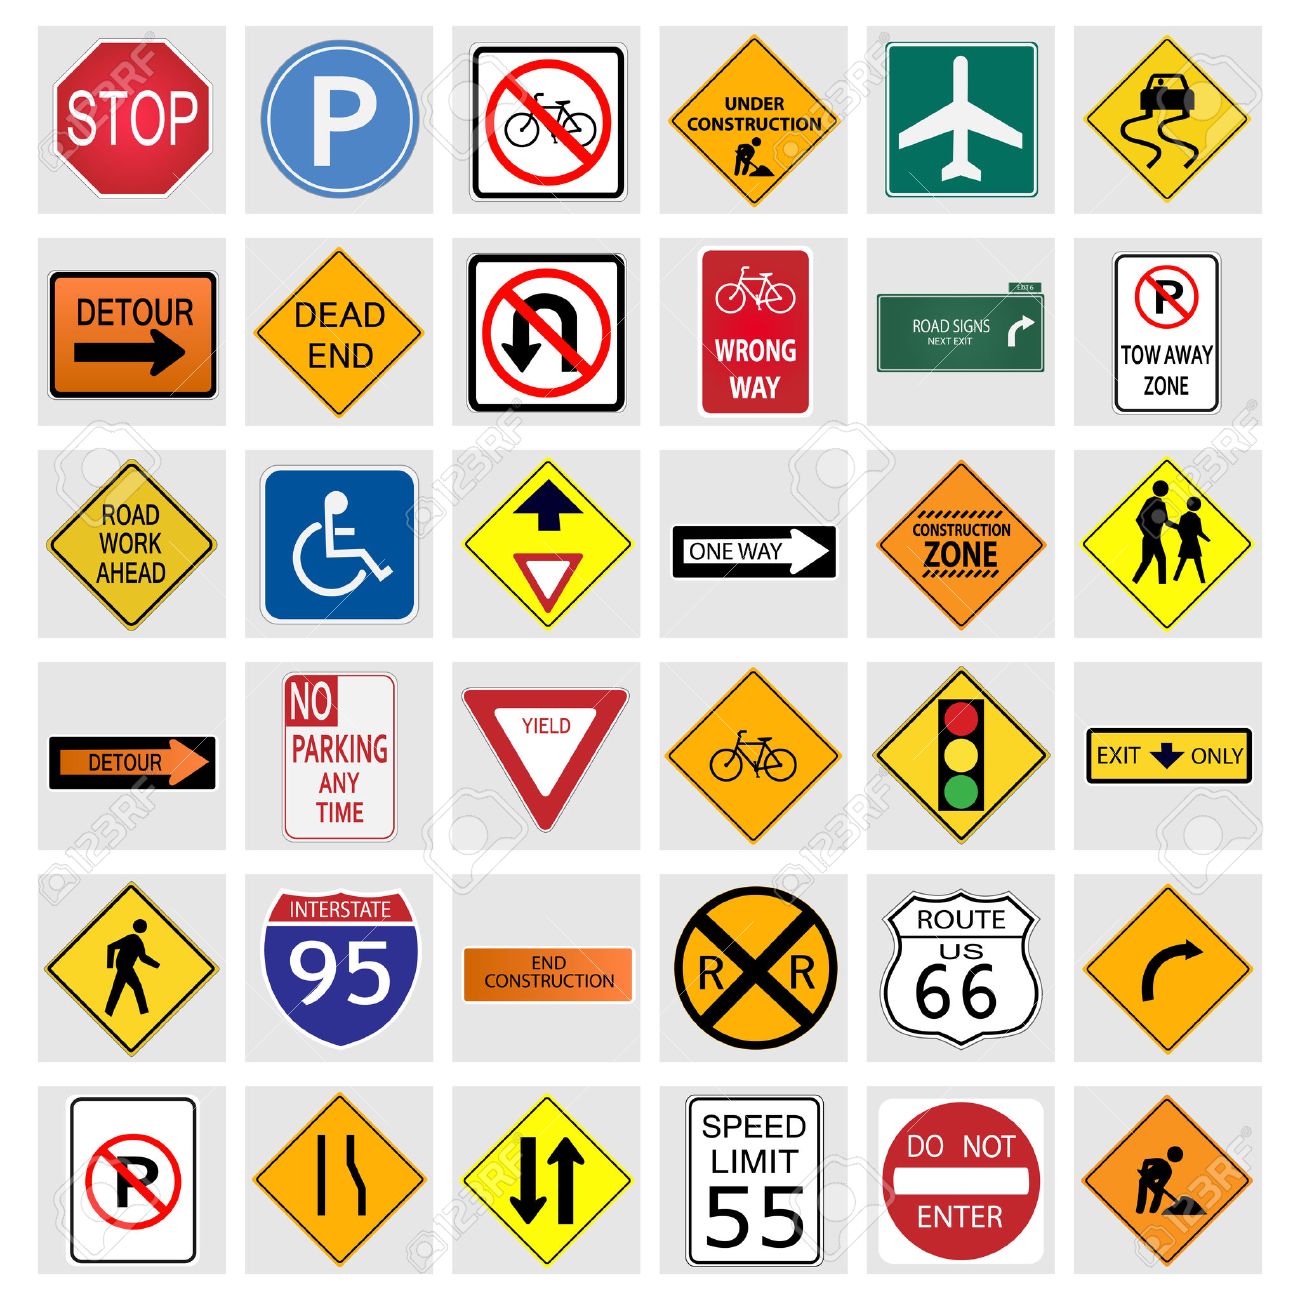 STOP
P
UNDER
CONSTRUCTION
DETOUR
DEAD
END
WRONG
WAY
EXIT 6
ROAD SIGNS
NEXT EXIT
P
TOW AWAY
ZONE
ROAD
WORK
AHEAD
ONE WAY
CONSTRUCTION
ZONE
DETOUR
NO
PARKING
ANY
TIME
YIELD
EXIT ONLY
INTERSTATE
95
END
CONSTRUCTION
R R
ROUTE
US
66
P
SPEED
LIMIT
55
DO NOT
ENTER
123RF